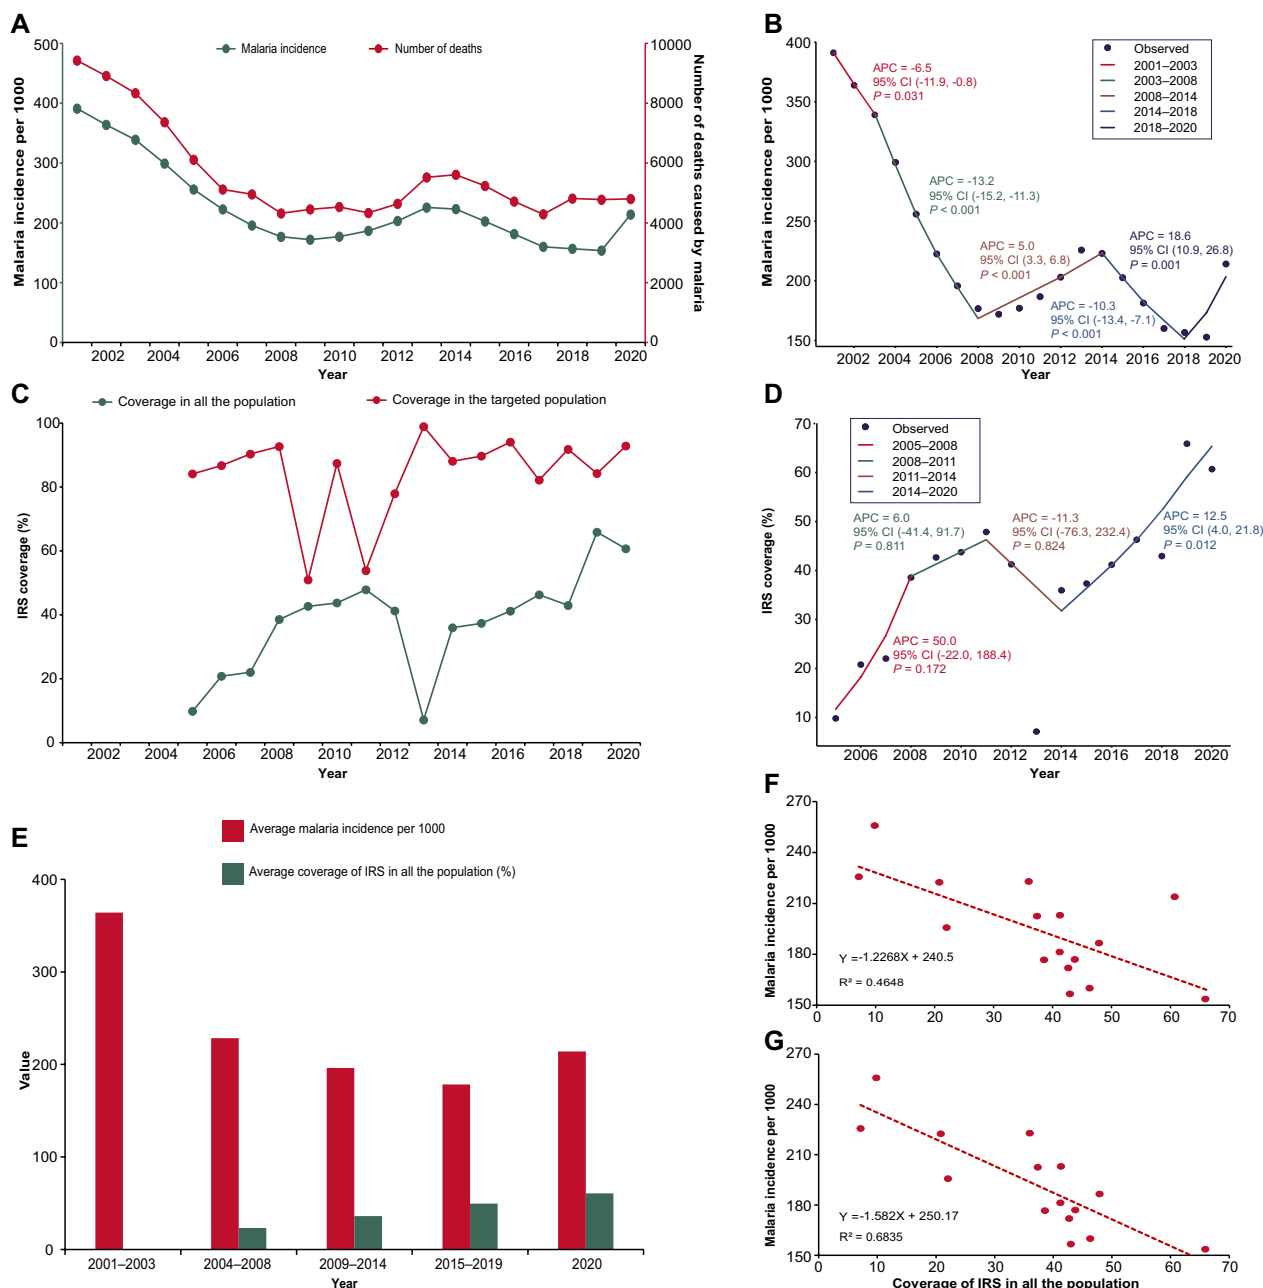 A
Malaria incidence
Number of deaths
Malaria incidence per 1000
Number of deaths caused by malaria
500
400
300
200
100
0
10000
8000
6000
4000
2000
0
2002 2004 2006 2008 2010 2012 2014 2016 2018 2020
Year
B
Malaria incidence per 1000
400
350
300
250
200
150
Observed
2001–2003
2003–2008
2008–2014
2014–2018
2018–2020
APC = -6.5
95% CI (-11.9, -0.8)
P = 0.031
APC = -13.2
95% CI (-15.2, -11.3)
P < 0.001
APC = 5.0
95% CI (3.3, 6.8)
P < 0.001
APC = 18.6
95% CI (10.9, 26.8)
P = 0.001
APC = -10.3
95% CI (-13.4, -7.1)
P < 0.001
2002 2004 2006 2008 2010 2012 2014 2016 2018 2020
Year
C
Coverage in all the population
Coverage in the targeted population
IRS coverage (%)
100
80
60
40
20
0
2002 2004 2006 2008 2010 2012 2014 2016 2018 2020
Year
D
IRS coverage (%)
70
60
50
40
30
20
10
Observed
2005–2008
2008–2011
2011–2014
2014–2020
APC = 6.0
95% CI (-41.4, 91.7)
P = 0.811
APC = -11.3
95% CI (-76.3, 232.4)
P = 0.824
APC = 12.5
95% CI (4.0, 21.8)
P = 0.012
APC = 50.0
95% CI (-22.0, 188.4)
P = 0.172
2006 2008 2010 2012 2014 2016 2018 2020
Year
E
Average malaria incidence per 1000
Average coverage of IRS in all the population (%)
Value
400
300
200
100
0
2001–2003 2004–2008 2009–2014 2015–2019 2020
Year
F
Malaria incidence per 1000
270
240
210
180
150
Y =-1.2268X + 240.5
R² = 0.4648
0 10 20 30 40 50 60 70
G
Malaria incidence per 1000
270
240
210
180
150
Y =-1.582X + 250.17
R² = 0.6835
0 10 20 30 40 50 60 70
Coverage of IRS in all the population